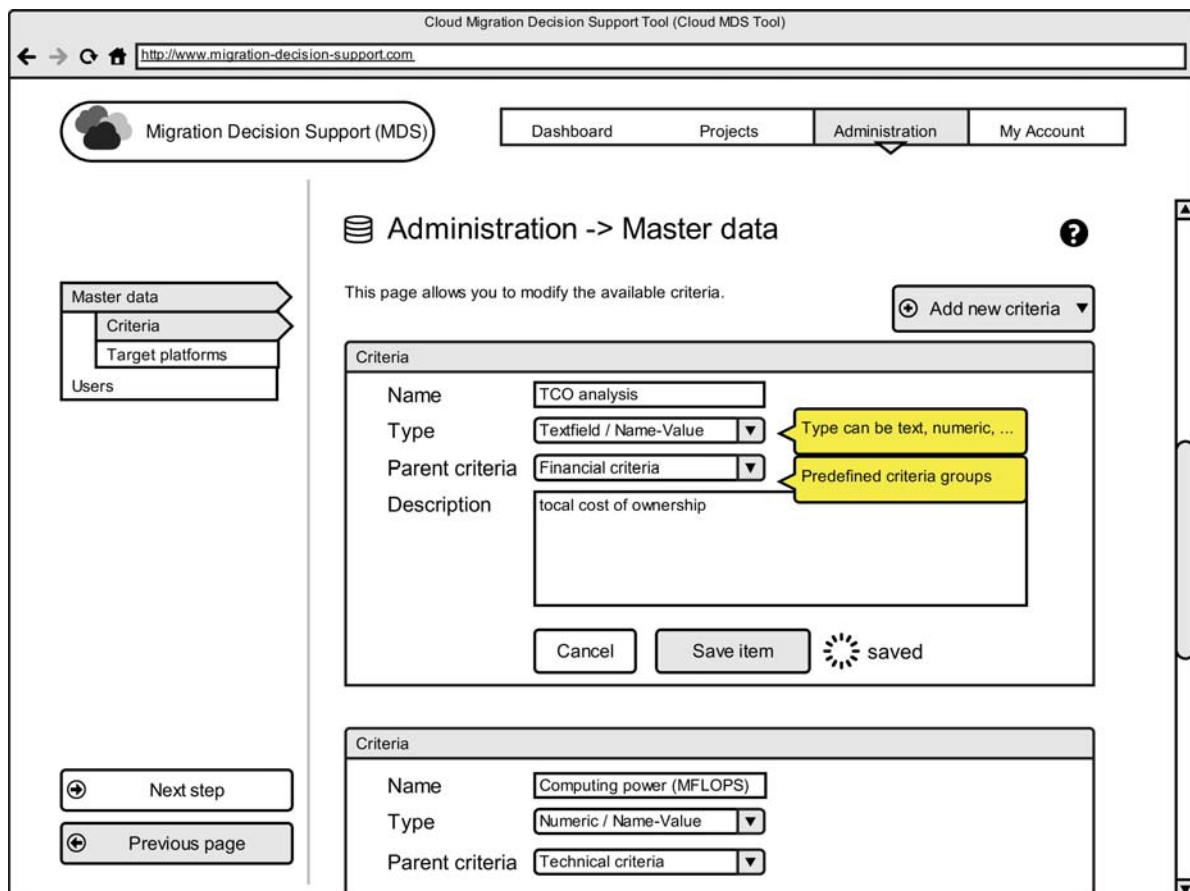 Cloud Migration Decision Support Tool (Cloud MDS Tool)
http://www.migration-decision-support.com
Migration Decision Support (MDS)
Dashboard
Projects
Administration
My Account
Administration -> Master data
?
Master data
Criteria
Target platforms
Users
This page allows you to modify the available criteria.
Add new criteria
Criteria
Name
TCO analysis
Type
Textfield / Name-Value
Type can be text, numeric, ...
Parent criteria
Financial criteria
Predefined criteria groups
Description
tocal cost of ownership
Cancel
Save item
saved
Criteria
Name
Computing power (MFLOPS)
Type
Numeric / Name-Value
Parent criteria
Technical criteria
Next step
Previous page